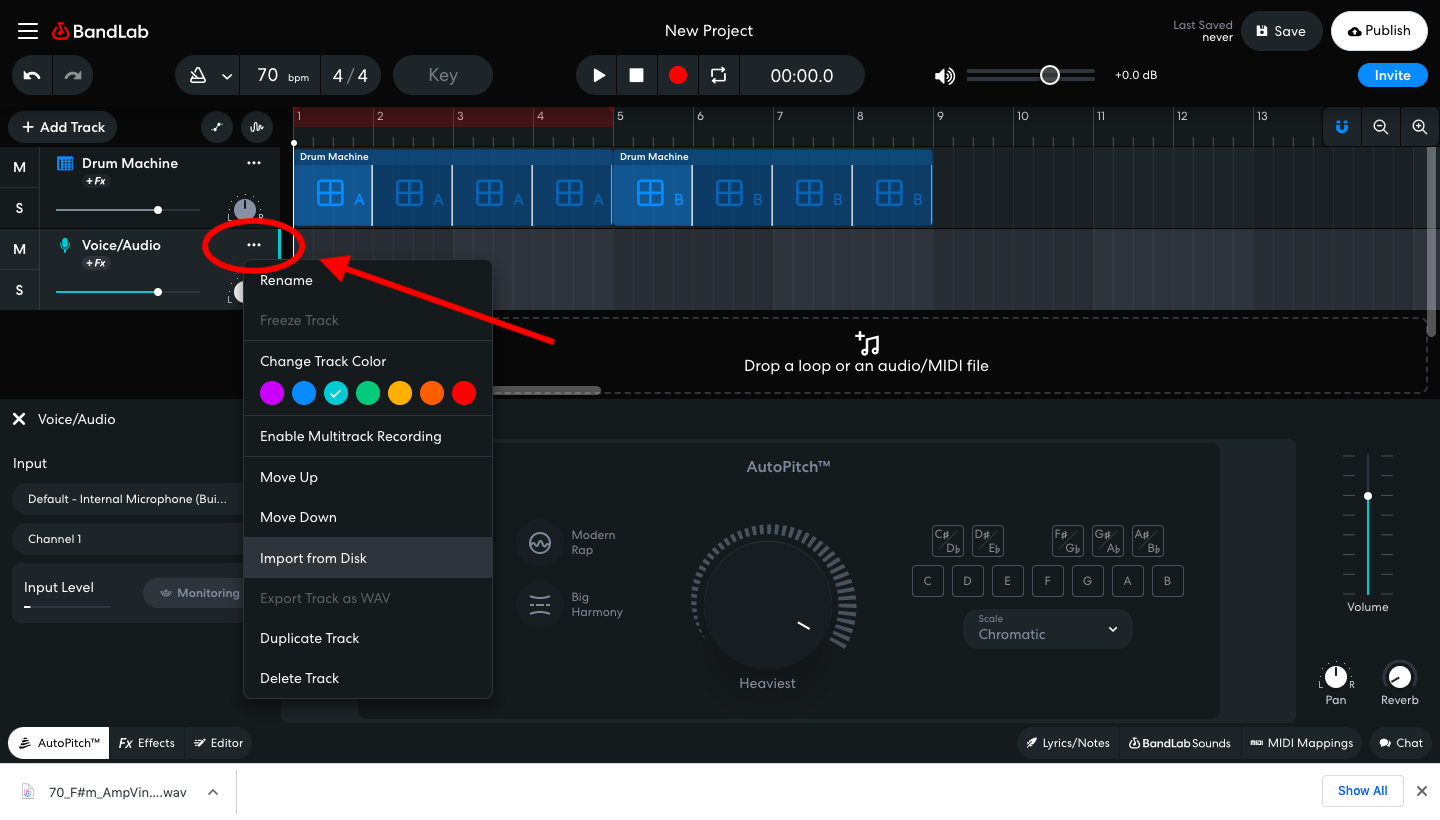 BandLab
New Project
Last Saved
never
Save
Publish
70 bpm
4 / 4
Key
00:00.0
+0.0 dB
Invite
+ Add Track
1 2 3 4 5 6 7 8 9 10 11 12 13
M
Drum Machine
+Fx
S
L R
Drum Machine
Drum Machine
A A A A B B B B
M
Voice/Audio
+Fx
S
L
Rename
Freeze Track
Change Track Color
Enable Multitrack Recording
Move Up
Move Down
Import from Disk
Export Track as WAV
Duplicate Track
Delete Track
Drop a loop or an audio/MIDI file
Voice/Audio
Input
Default - Internal Microphone (Bui...
Channel 1
Input Level
Monitoring
AutoPitch™
Modern
Rap
Big
Harmony
Heaviest
C♯/D♭ D♯/E♭ F♯/G♭ G♯/A♭ A♯/B♭
C D E F G A B
Scale
Chromatic
Volume
L R
Pan
Reverb
AutoPitch™
Fx Effects
Editor
Lyrics/Notes
BandLab Sounds
MIDI MIDI Mappings
Chat
70_F#m_AmpVin....wav
Show All